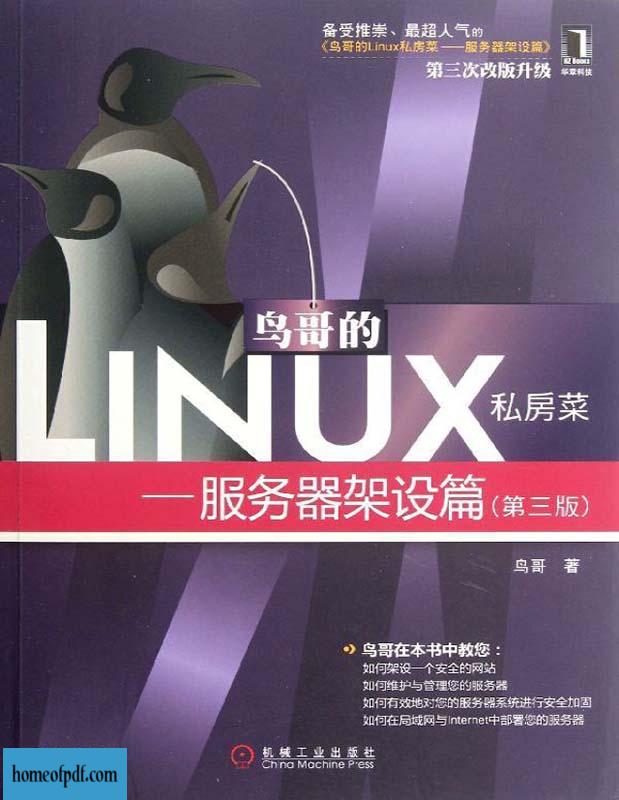 备受推崇、最超人气的
《鸟哥的Linux私房菜——服务器架设篇》
第三次改版升级
HZ Books
华章科技
鸟哥的
LINUX
私房菜
—服务器架设篇(第三版)
鸟哥 著
鸟哥在本书中教您：
如何架设一个安全的网站
如何维护与管理您的服务器
如何有效地对您的服务器系统进行安全加固
如何在局域网与Internet中部署您的服务器
机械工业出版社
China Machine Press
homeofpdf.com